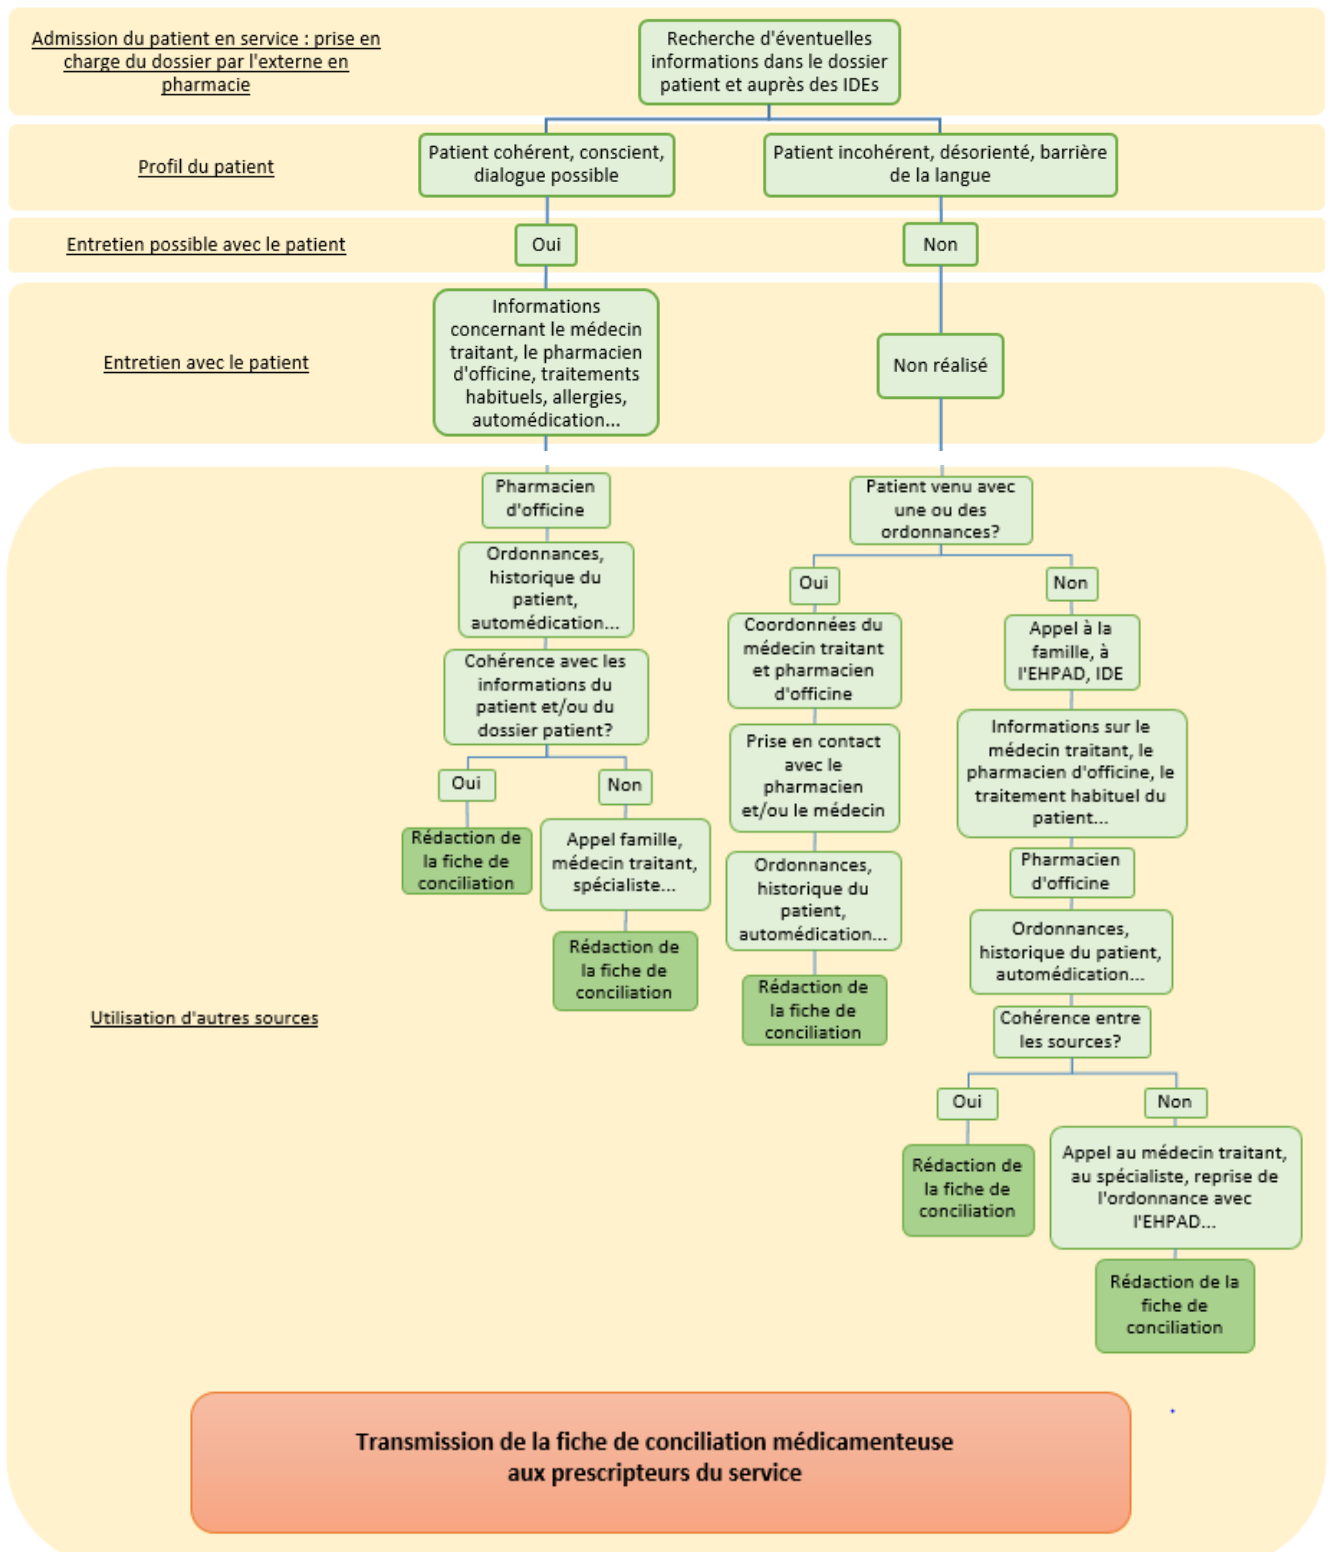 Admission du patient en service : prise en
charge du dossier par l'externe en
pharmacie
Recherche d'éventuelles
informations dans le dossier
patient et auprès des IDEs
Profil du patient
Patient cohérent, conscient,
dialogue possible
Patient incohérent, désorienté, barrière
de la langue
Entretien possible avec le patient
Oui
Non
Entretien avec le patient
Informations
concernant le médecin
traitant, le pharmacien
d'officine, traitements
habituels, allergies,
automédication...
Non réalisé
Utilisation d'autres sources
Pharmacien
d'officine
Ordonnances,
historique du
patient,
automédication...
Cohérence avec les
informations du
patient et/ou du
dossier patient?
Oui
Rédaction de
la fiche de
conciliation
Non
Appel famille,
médecin traitant,
spécialiste...
Rédaction de
la fiche de
conciliation
Patient venu avec
une ou des
ordonnances?
Oui
Coordonnées du
médecin traitant
et pharmacien
d'officine
Prise en contact
avec le
pharmacien
et/ou le médecin
Ordonnances,
historique du
patient,
automédication...
Rédaction de
la fiche de
conciliation
Non
Appel à la
famille, à
l'EHPAD, IDE
Informations sur le
médecin traitant, le
pharmacien d'officine, le
traitement habituel du
patient...
Pharmacien
d'officine
Ordonnances,
historique du patient,
automédication...
Cohérence entre
les sources?
Oui
Rédaction de
la fiche de
conciliation
Non
Appel au médecin traitant,
au spécialiste, reprise de
l'ordonnance avec
l'EHPAD...
Rédaction de la
fiche de
conciliation
Transmission de la fiche de conciliation médicamenteuse
aux prescripteurs du service